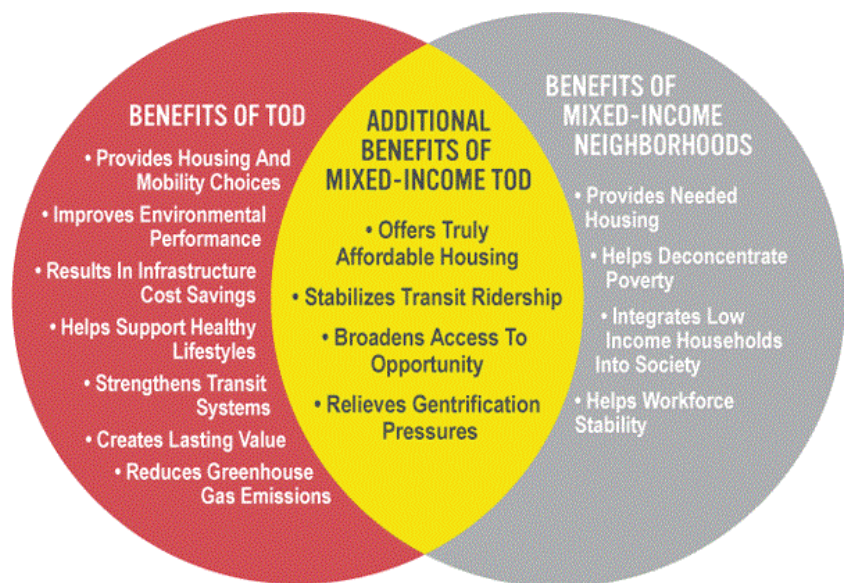 BENEFITS OF TOD
• Provides Housing And
Mobility Choices
• Improves Environmental
Performance
• Results In Infrastructure
Cost Savings
• Helps Support Healthy
Lifestyles
• Strengthens Transit
Systems
• Creates Lasting Value
• Reduces Greenhouse
Gas Emissions
ADDITIONAL
BENEFITS OF
MIXED-INCOME TOD
• Offers Truly
Affordable Housing
• Stabilizes Transit Ridership
• Broadens Access To
Opportunity
• Relieves Gentrification
Pressures
BENEFITS OF
MIXED-INCOME
NEIGHBORHOODS
• Provides Needed
Housing
• Helps Deconcentrate
Poverty
• Integrates Low
Income Households
Into Society
• Helps Workforce
Stability